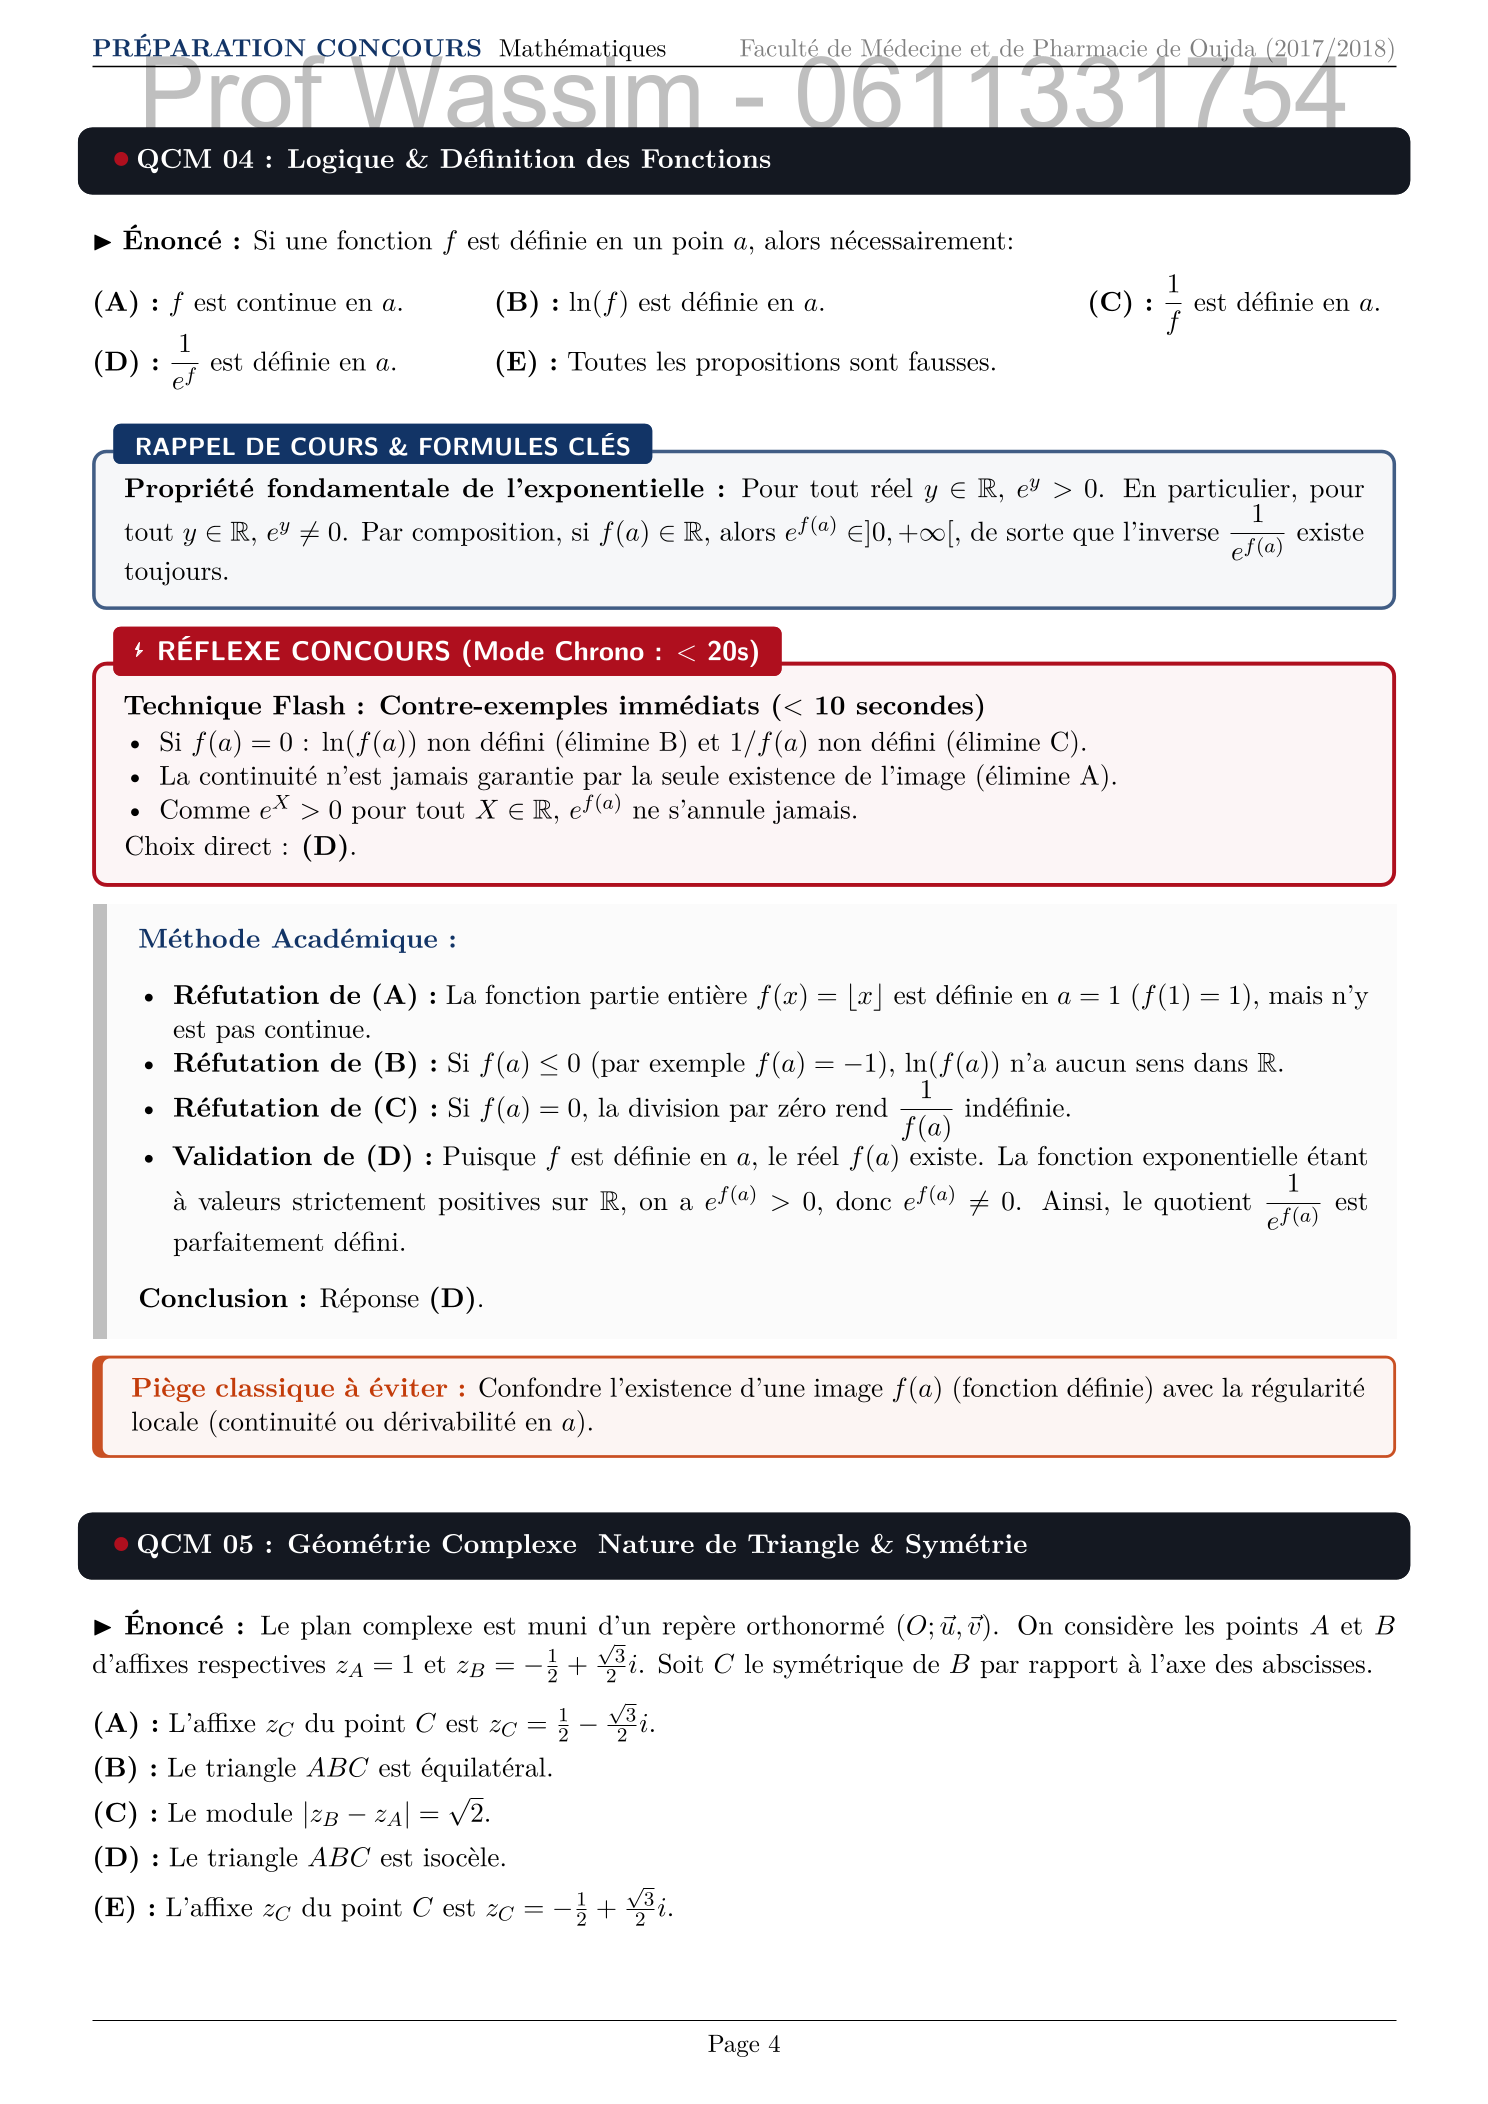 PRÉPARATION CONCOURS Mathématiques Faculté de Médecine et de Pharmacie de Oujda (2017/2018)
Prof Wassim - 0611331754
QCM 04 : Logique & Définition des Fonctions
▶ Énoncé : Si une fonction f est définie en un poin a, alors nécessairement:
(A) : f est continue en a. (B) : ln(f) est définie en a. (C) : 1/f est définie en a.
(D) : 1/e^f est définie en a. (E) : Toutes les propositions sont fausses.
RAPPEL DE COURS & FORMULES CLÉS
Propriété fondamentale de l'exponentielle : Pour tout réel y ∈ ℝ, e^y > 0. En particulier, pour
tout y ∈ ℝ, e^y ≠ 0. Par composition, si f(a) ∈ ℝ, alors e^{f(a)} ∈]0, +∞[, de sorte que l'inverse 1/e^{f(a)} existe
toujours.
RÉFLEXE CONCOURS (Mode Chrono : < 20s)
Technique Flash : Contre-exemples immédiats (< 10 secondes)
• Si f(a) = 0 : ln(f(a)) non défini (élimine B) et 1/f(a) non défini (élimine C).
• La continuité n'est jamais garantie par la seule existence de l'image (élimine A).
• Comme e^X > 0 pour tout X ∈ ℝ, e^{f(a)} ne s'annule jamais.
Choix direct : (D).
Méthode Académique :
• Réfutation de (A) : La fonction partie entière f(x) = ⌊x⌋ est définie en a = 1 (f(1) = 1), mais n'y
est pas continue.
• Réfutation de (B) : Si f(a) ≤ 0 (par exemple f(a) = −1), ln(f(a)) n'a aucun sens dans ℝ.
• Réfutation de (C) : Si f(a) = 0, la division par zéro rend 1/f(a) indéfinie.
• Validation de (D) : Puisque f est définie en a, le réel f(a) existe. La fonction exponentielle étant
à valeurs strictement positives sur ℝ, on a e^{f(a)} > 0, donc e^{f(a)} ≠ 0. Ainsi, le quotient 1/e^{f(a)} est
parfaitement défini.
Conclusion : Réponse (D).
Piège classique à éviter : Confondre l'existence d'une image f(a) (fonction définie) avec la régularité
locale (continuité ou dérivabilité en a).
QCM 05 : Géométrie Complexe Nature de Triangle & Symétrie
▶ Énoncé : Le plan complexe est muni d'un repère orthonormé (O; u⃗, v⃗). On considère les points A et B
d'affixes respectives z_A = 1 et z_B = −1/2 + √3/2 i. Soit C le symétrique de B par rapport à l'axe des abscisses.
(A) : L'affixe z_C du point C est z_C = 1/2 − √3/2 i.
(B) : Le triangle ABC est équilatéral.
(C) : Le module |z_B − z_A| = √2.
(D) : Le triangle ABC est isocèle.
(E) : L'affixe z_C du point C est z_C = −1/2 + √3/2 i.
Page 4